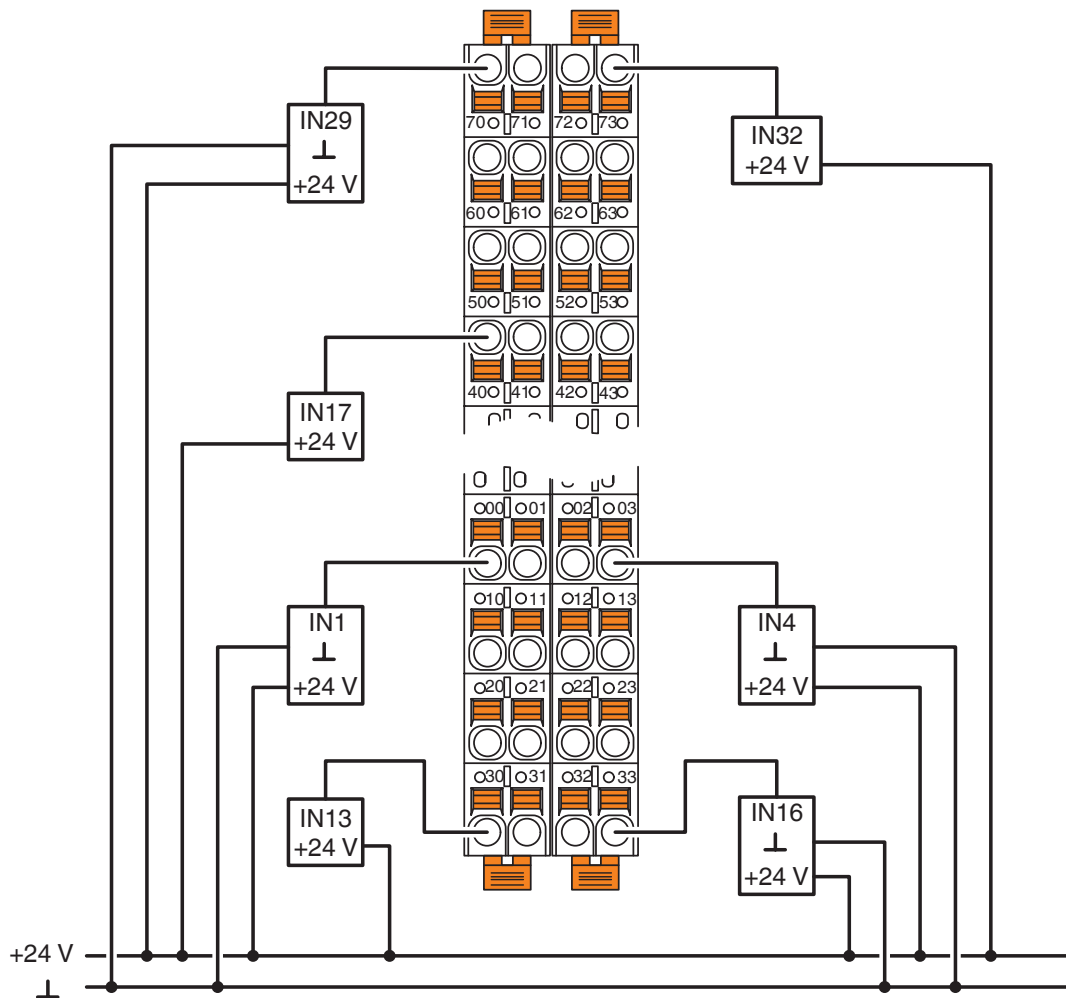 IN29
⊥
+24 V
70 71 72 73
IN32
+24 V
60 61 62 63
50 51 52 53
40 41 42 43
IN17
+24 V
00 01 02 03
10 11 12 13
IN1
⊥
+24 V
IN4
⊥
+24 V
20 21 22 23
30 31 32 33
IN13
+24 V
IN16
⊥
+24 V
+24 V
⊥